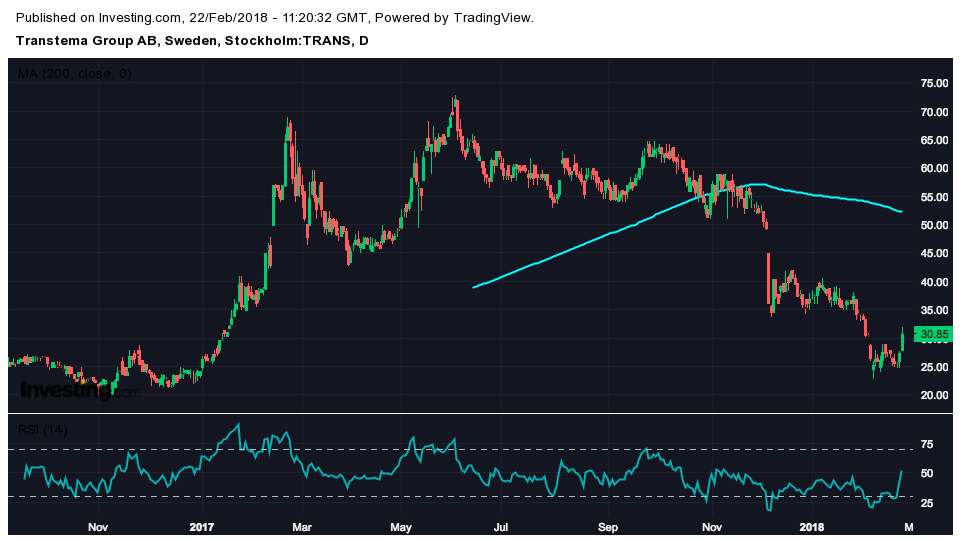 Published on Investing.com, 22/Feb/2018 - 11:20:32 GMT, Powered by TradingView.
Transtema Group AB, Sweden, Stockholm:TRANS, D
MA (200, close, 0)
75.00
70.00
65.00
60.00
55.00
50.00
45.00
40.00
35.00
30.85
25.00
20.00
Investing.com
RSI (14)
75
50
25
Nov 2017 Mar May Jul Sep Nov 2018 M